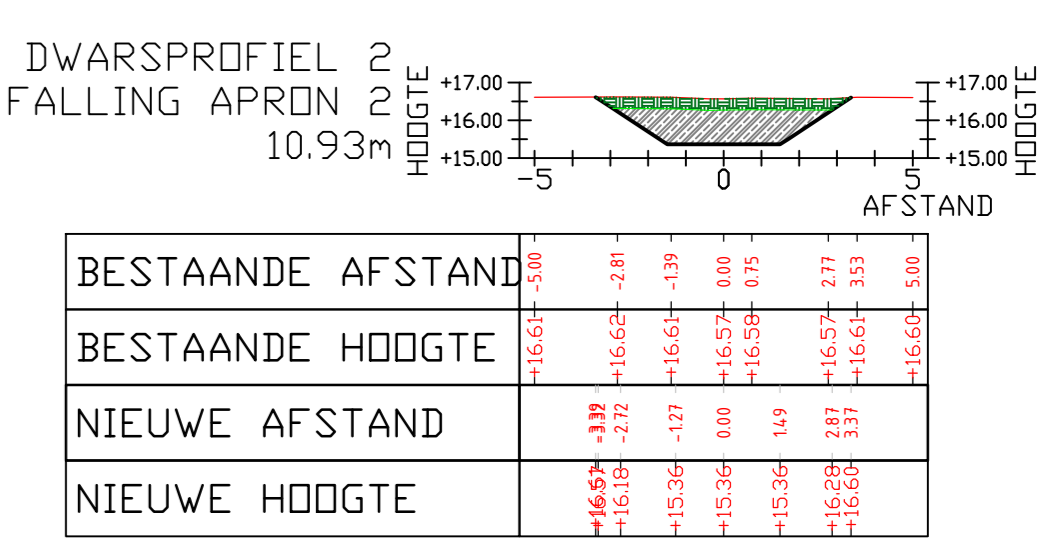 DWARSPROFIEL 2
FALLING APRON 2
10.93m
HOOGTE
+17.00
+16.00
+15.00
-5 0 5
+17.00
+16.00
+15.00
HOOGTE
AFSTAND
BESTAANDE AFSTAND -5.00 -2.81 -1.39 0.00 0.75 2.77 3.53 5.00
BESTAANDE HOOGTE +16.61 +16.62 +16.61 +16.57 +16.58 +16.57 +16.61 +16.60
NIEUWE AFSTAND -2.72 -1.27 0.00 1.49 2.87 3.37
NIEUWE HOOGTE +16.18 +15.36 +15.36 +15.36 +16.28 +16.60